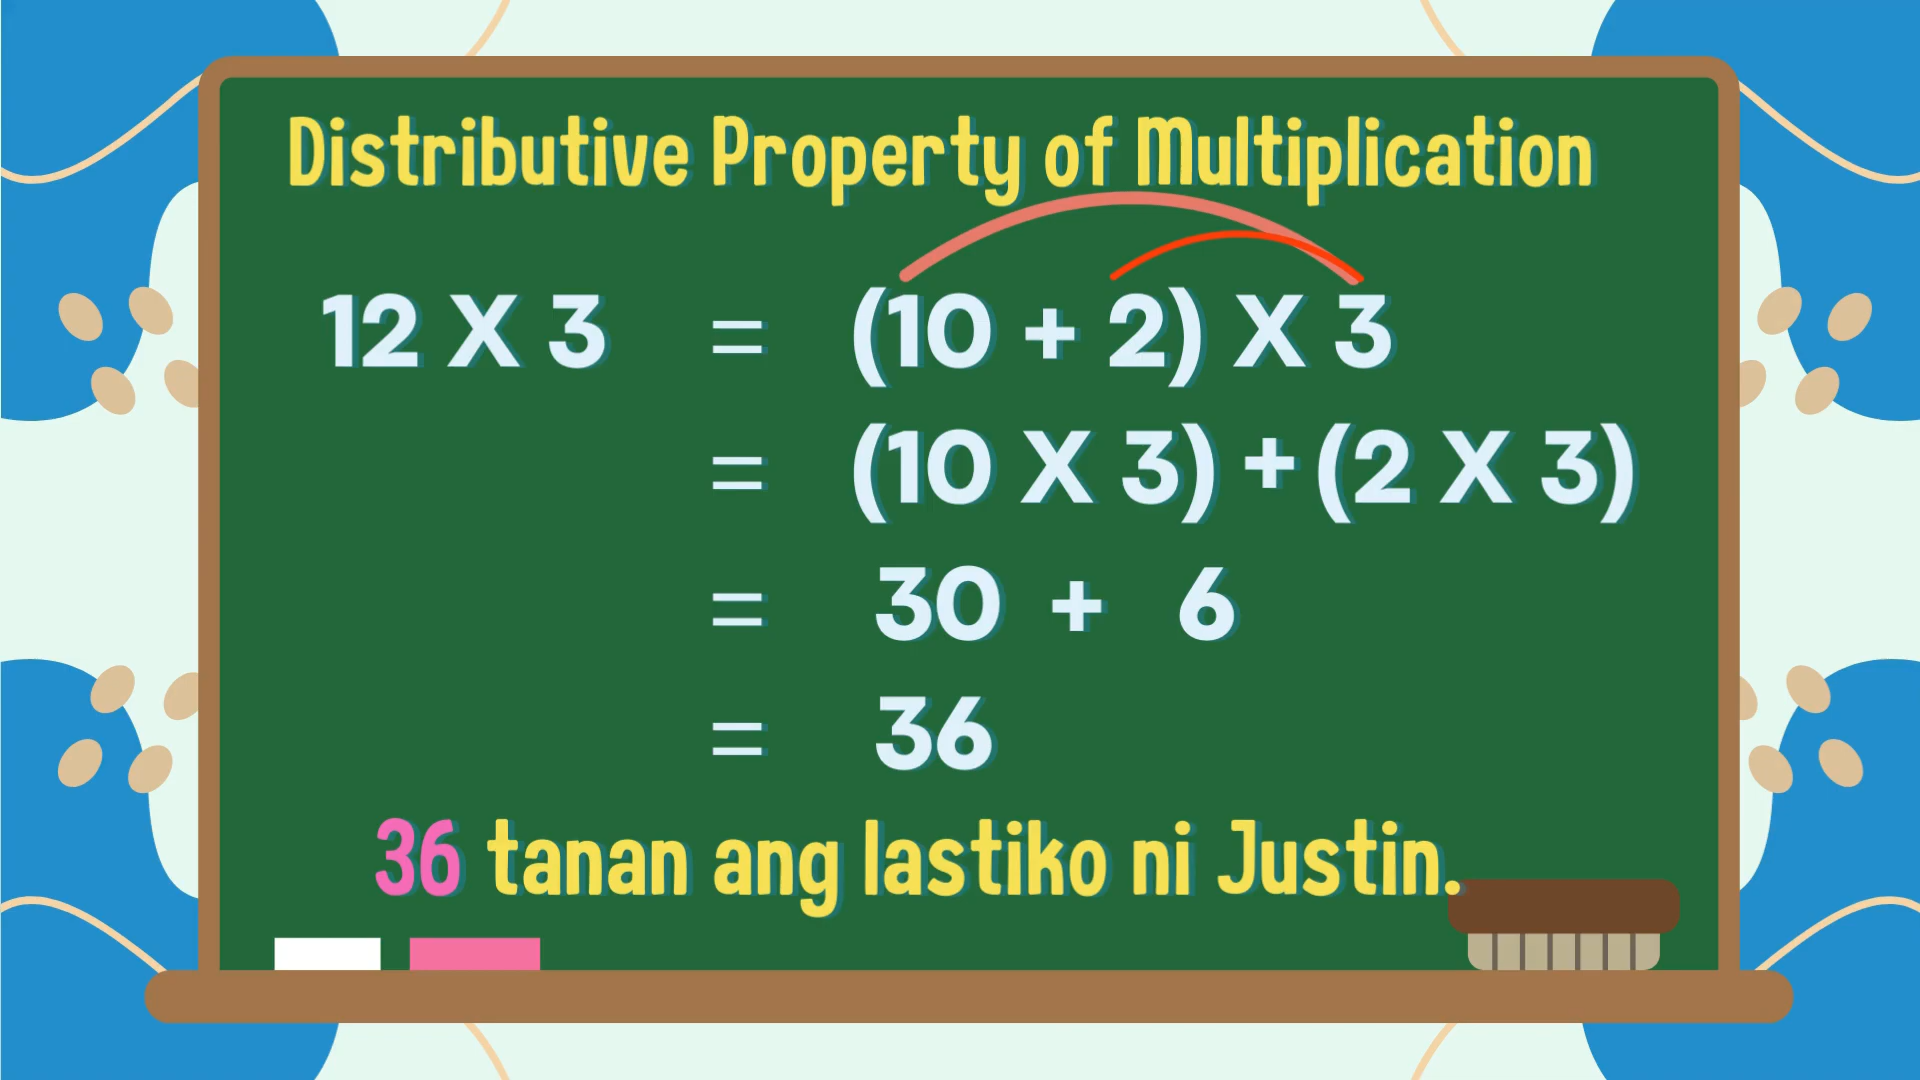 Distributive Property of Multiplication
12 X 3 = (10 + 2) X 3
= (10 X 3) + (2 X 3)
= 30 + 6
= 36
36 tanan ang lastiko ni Justin.